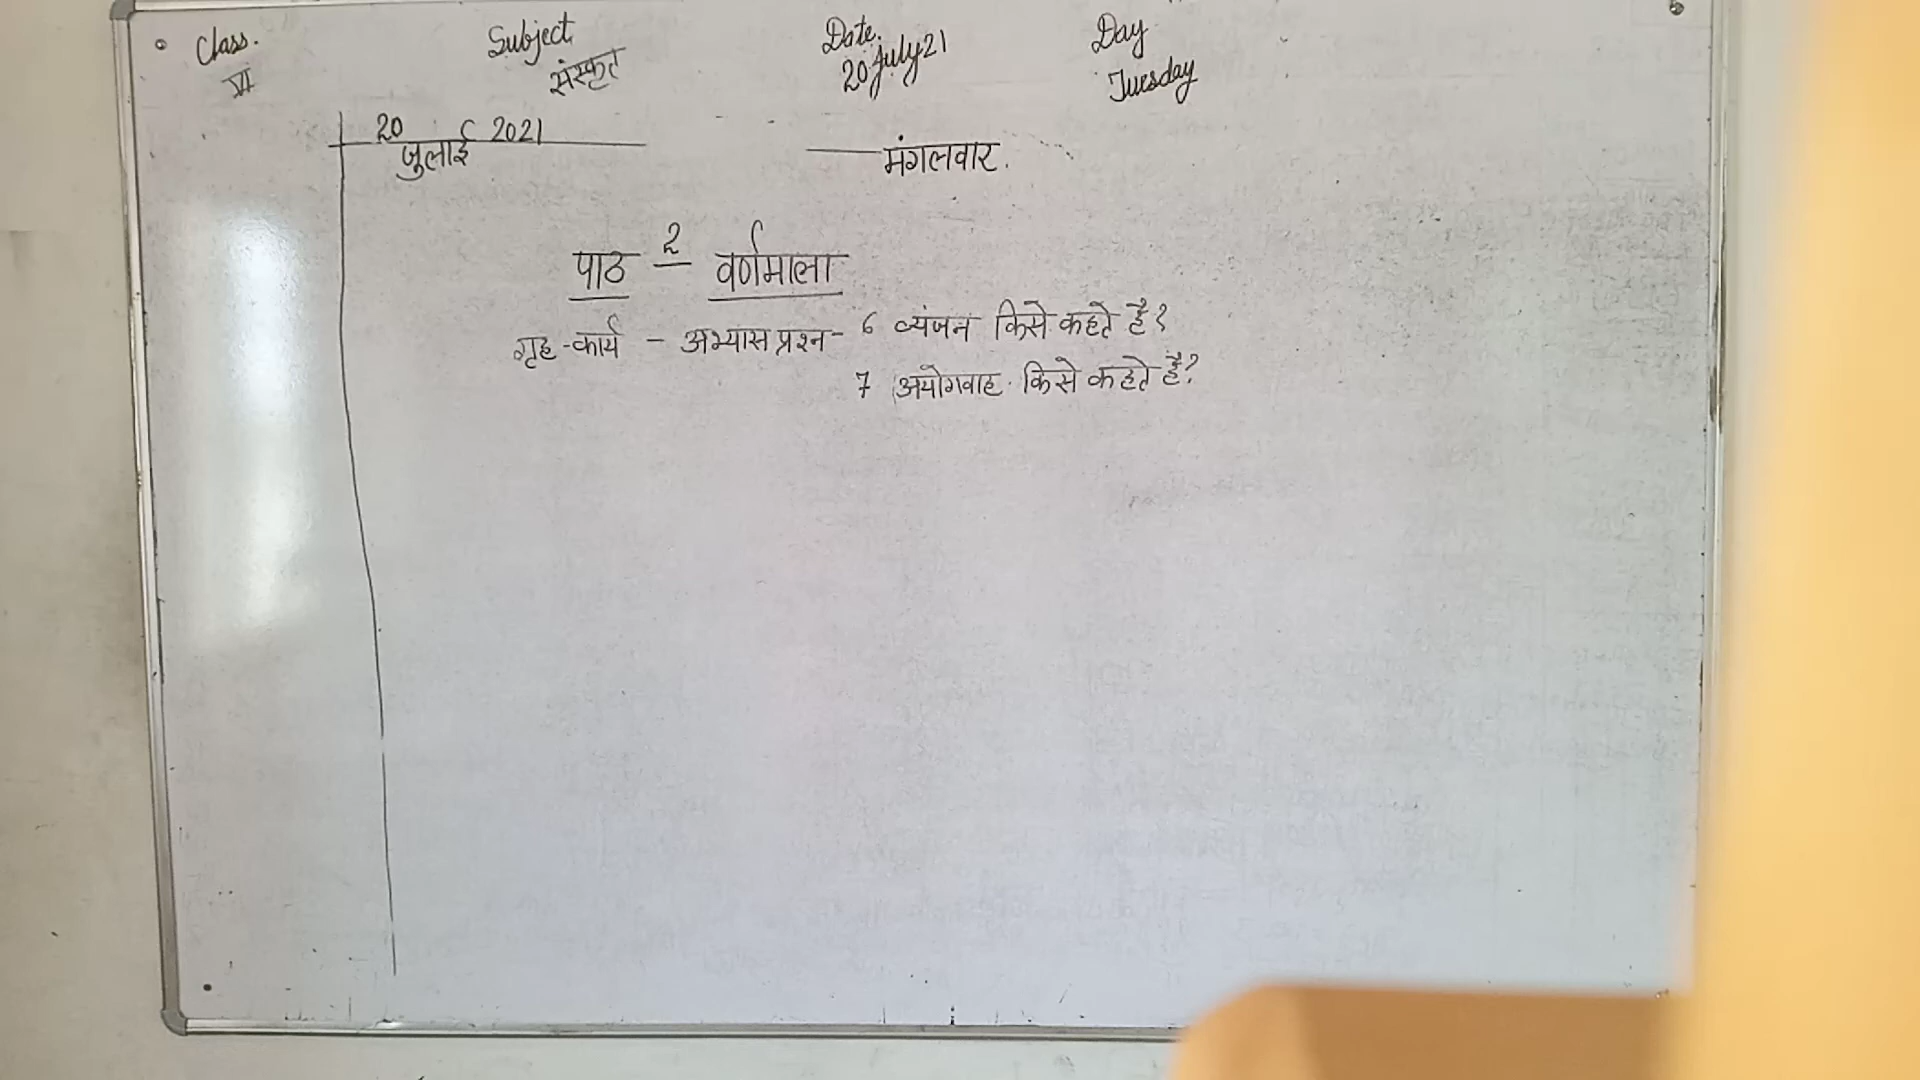 Class. Subject Date. Day
VI संस्कृत 20 July 21 Tuesday
20 जुलाई 2021 मंगलवार.
पाठ 2 - वर्णमाला
गृह-कार्य - अभ्यास प्रश्न- 6 व्यंजन किसे कहते है?
7 अयोगवाह किसे कहते है?